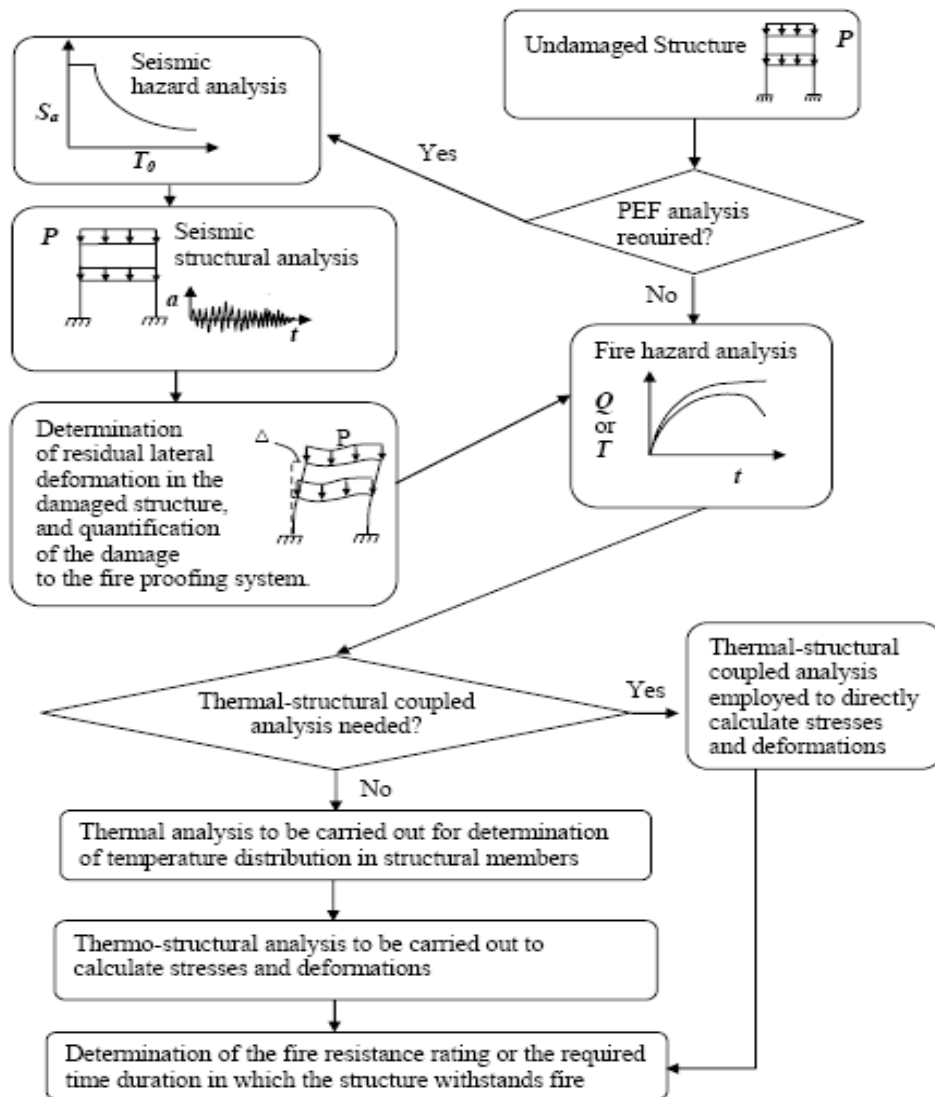 Undamaged Structure
P
PEF analysis
required?
Yes
No
Seismic
hazard analysis
Sa
T0
P
Seismic
structural analysis
a
t
Determination
of residual lateral
deformation in the
damaged structure,
and quantification
of the damage
to the fire proofing system.
Δ
P
Fire hazard analysis
Q
or
T
t
Thermal-structural coupled
analysis needed?
Yes
No
Thermal-structural
coupled analysis
employed to directly
calculate stresses
and deformations
Thermal analysis to be carried out for determination
of temperature distribution in structural members
Thermo-structural analysis to be carried out to
calculate stresses and deformations
Determination of the fire resistance rating or the required
time duration in which the structure withstands fire